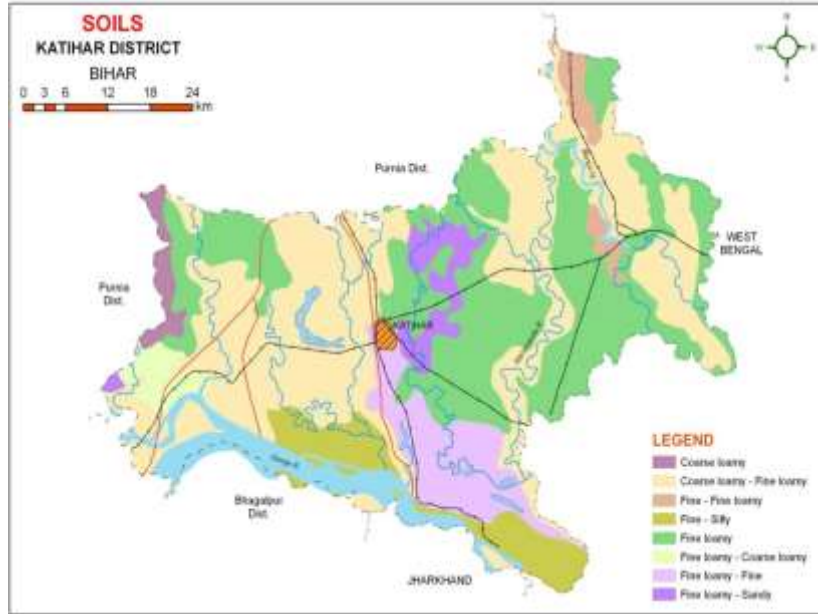 SOILS
KATIHAR DISTRICT
BIHAR
0 3 6 12 18 24
km
N
W E
S
Purnia Dist.
WEST
BENGAL
Purnia
Dist.
KATIHAR
Bhagalpur
Dist.
JHARKHAND
LEGEND
Coarse loamy
Coarse loamy - Fine loamy
Fine - Fine loamy
Fine - Silty
Fine loamy
Fine loamy - Coarse loamy
Fine loamy - Fine
Fine loamy - Sandy